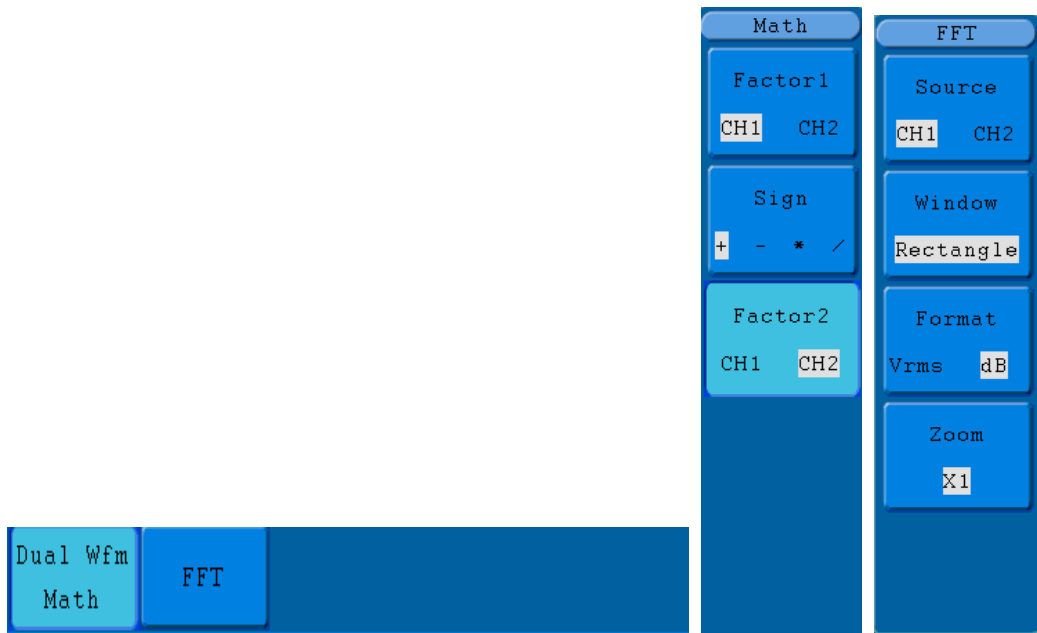 Math
Factor1
CH1 CH2
Sign
+ - * /
Factor2
CH1 CH2
FFT
Source
CH1 CH2
Window
Rectangle
Format
Vrms dB
Zoom
X1
Dual Wfm
Math
FFT